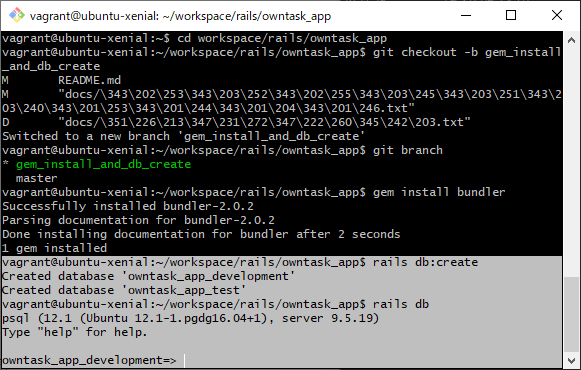 vagrant@ubuntu-xenial: ~/workspace/rails/owntask_app
vagrant@ubuntu-xenial:~$ cd workspace/rails/owntask_app
vagrant@ubuntu-xenial:~/workspace/rails/owntask_app$ git checkout -b gem_install
_and_db_create
M README.md
M "docs/\343\202\253\343\203\252\343\202\255\343\203\245\343\203\251\343\2
03\240\343\201\253\343\201\244\343\201\204\343\201\246.txt"
D "docs/\351\226\213\347\231\272\347\222\260\345\242\203.txt"
Switched to a new branch 'gem_install_and_db_create'
vagrant@ubuntu-xenial:~/workspace/rails/owntask_app$ git branch
* gem_install_and_db_create
master
vagrant@ubuntu-xenial:~/workspace/rails/owntask_app$ gem install bundler
Successfully installed bundler-2.0.2
Parsing documentation for bundler-2.0.2
Done installing documentation for bundler after 2 seconds
1 gem installed
vagrant@ubuntu-xenial:~/workspace/rails/owntask_app$ rails db:create
Created database 'owntask_app_development'
Created database 'owntask_app_test'
vagrant@ubuntu-xenial:~/workspace/rails/owntask_app$ rails db
psql (12.1 (Ubuntu 12.1-1.pgdg16.04+1), server 9.5.19)
Type "help" for help.
owntask_app_development=>